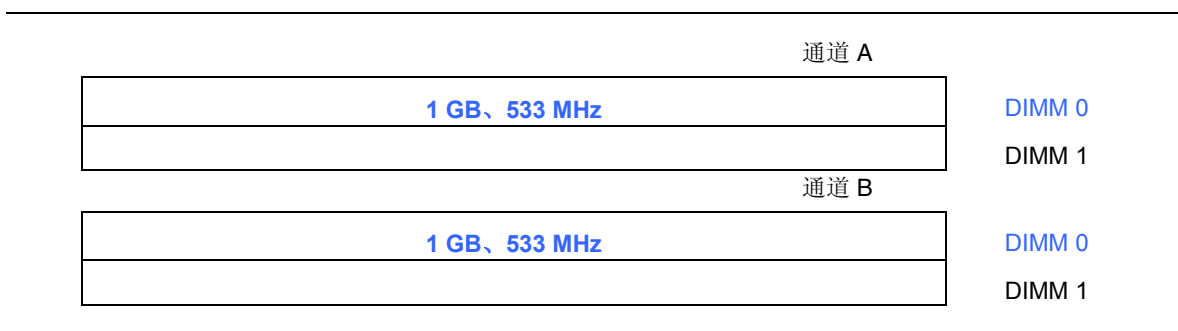 通道 A
1 GB、533 MHz
DIMM 0
DIMM 1
通道 B
1 GB、533 MHz
DIMM 0
DIMM 1